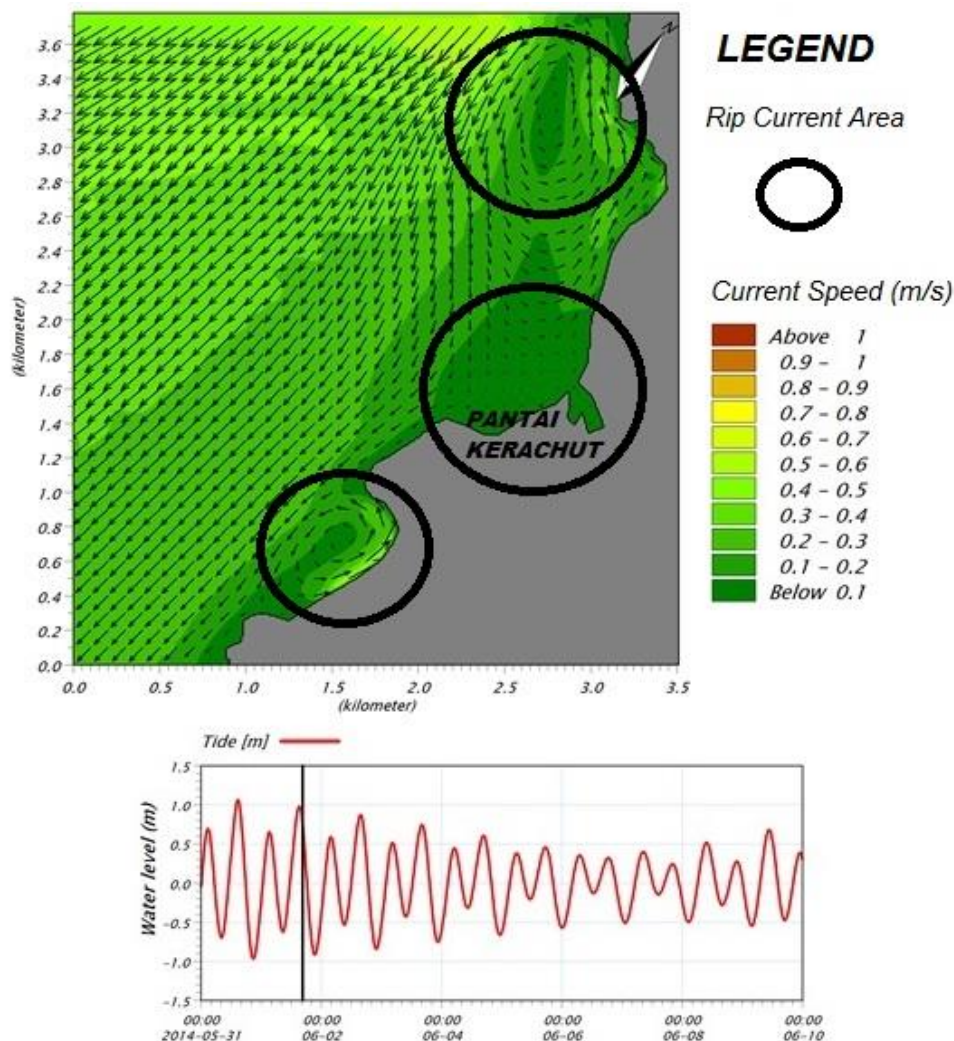 LEGEND
Rip Current Area
Current Speed (m/s)
Above 1
0.9 - 1
0.8 - 0.9
0.7 - 0.8
0.6 - 0.7
0.5 - 0.6
0.4 - 0.5
0.3 - 0.4
0.2 - 0.3
0.1 - 0.2
Below 0.1
N
3.6
3.4
3.2
3.0
2.8
2.6
2.4
2.2
2.0
1.8
1.6
1.4
1.2
1.0
0.8
0.6
0.4
0.2
0.0
(kilometer)
PANTAI
KERACHUT
0.0 0.5 1.0 1.5 2.0 2.5 3.0 3.5
(kilometer)
Tide [m]
Water level (m)
1.5
1.0
0.5
0.0
-0.5
-1.0
-1.5
00:00 00:00 00:00 00:00 00:00 00:00
2014-05-31 06-02 06-04 06-06 06-08 06-10